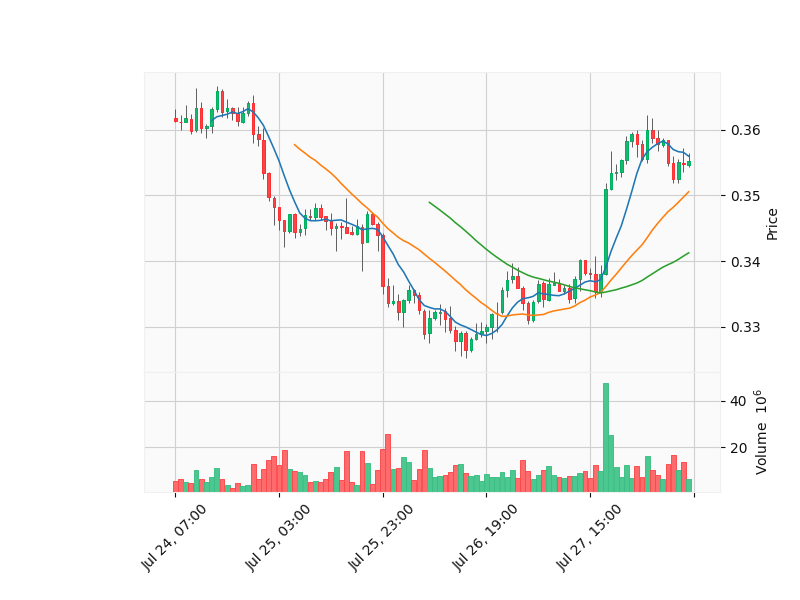 0.36
0.35
0.34
0.33
Price
40
20
Volume 10^6
Jul 24, 07:00
Jul 25, 03:00
Jul 25, 23:00
Jul 26, 19:00
Jul 27, 15:00